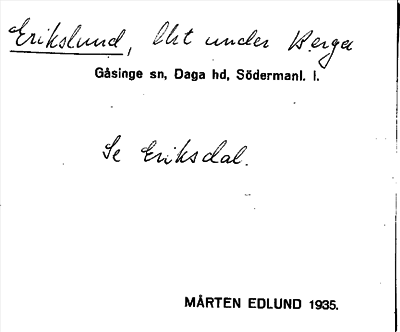 Erikslund, lht under Berga
Gåsinge sn, Daga hd, Södermanl. l.
Se Eriksdal.
MÅRTEN EDLUND 1935.